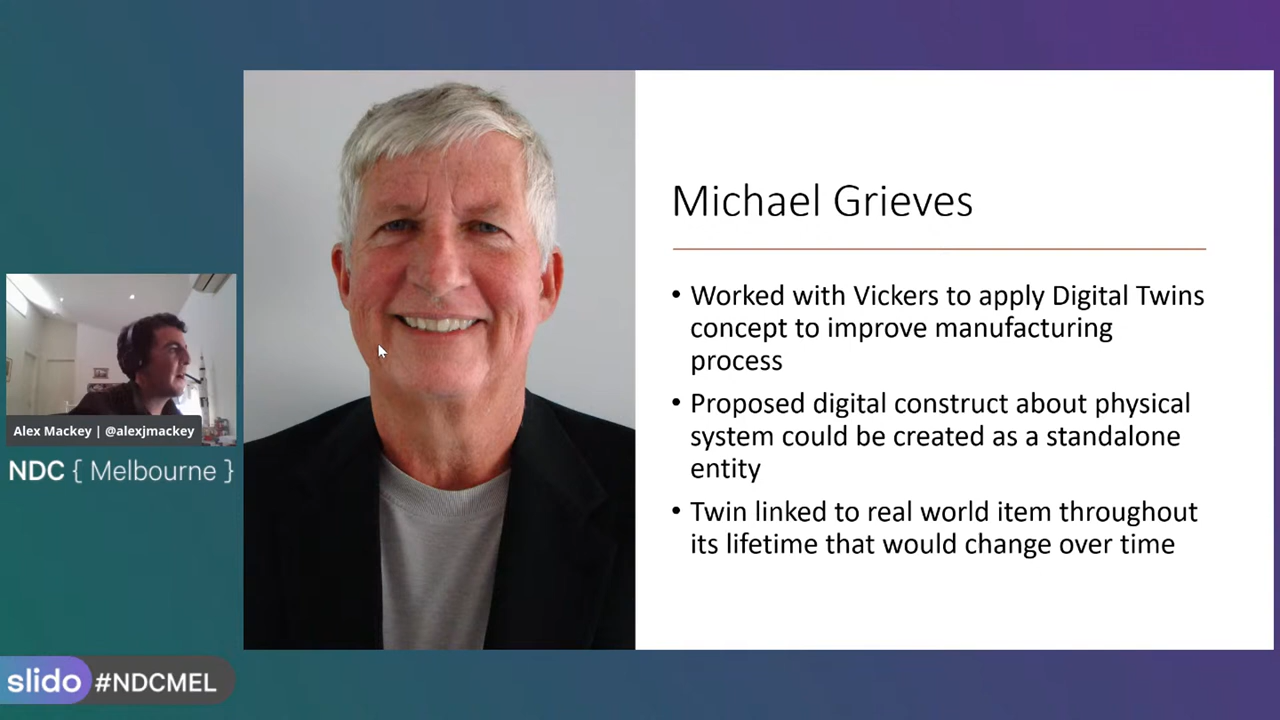 Michael Grieves
• Worked with Vickers to apply Digital Twins
concept to improve manufacturing
process
• Proposed digital construct about physical
system could be created as a standalone
entity
• Twin linked to real world item throughout
its lifetime that would change over time
Alex Mackey | @alexjmackey
NDC { Melbourne }
slido #NDCMEL